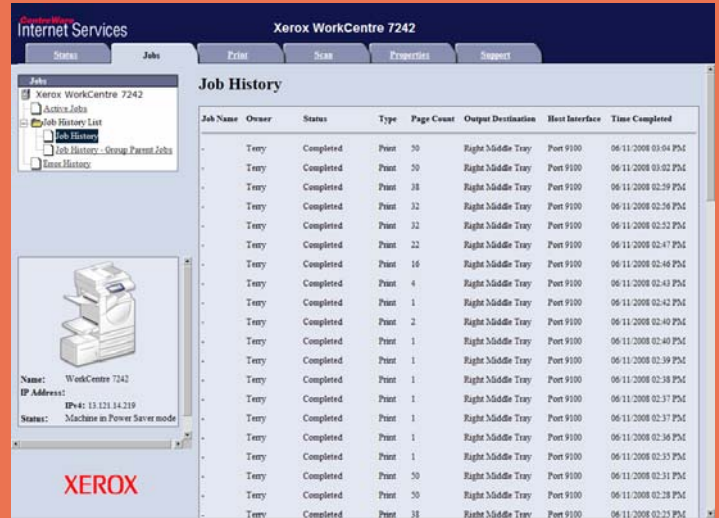 CentreWare
Internet Services
Xerox WorkCentre 7242
Status Jobs Print Scan Properties Support
Jobs
Xerox WorkCentre 7242
Active Jobs
Job History List
Job History
Job History - Group Parent Jobs
Error History
Name: WorkCentre 7242
IP Address:
IPv4: 13.121.14.219
Status: Machine in Power Saver mode
XEROX
Job History
Job Name Owner Status Type Page Count Output Destination Host Interface Time Completed
- Terry Completed Print 50 Right Middle Tray Port 9100 06/11/2008 03:04 PM
- Terry Completed Print 50 Right Middle Tray Port 9100 06/11/2008 03:02 PM
- Terry Completed Print 38 Right Middle Tray Port 9100 06/11/2008 02:59 PM
- Terry Completed Print 32 Right Middle Tray Port 9100 06/11/2008 02:56 PM
- Terry Completed Print 32 Right Middle Tray Port 9100 06/11/2008 02:52 PM
- Terry Completed Print 22 Right Middle Tray Port 9100 06/11/2008 02:47 PM
- Terry Completed Print 16 Right Middle Tray Port 9100 06/11/2008 02:46 PM
- Terry Completed Print 4 Right Middle Tray Port 9100 06/11/2008 02:43 PM
- Terry Completed Print 1 Right Middle Tray Port 9100 06/11/2008 02:42 PM
- Terry Completed Print 2 Right Middle Tray Port 9100 06/11/2008 02:40 PM
- Terry Completed Print 1 Right Middle Tray Port 9100 06/11/2008 02:40 PM
- Terry Completed Print 1 Right Middle Tray Port 9100 06/11/2008 02:39 PM
- Terry Completed Print 1 Right Middle Tray Port 9100 06/11/2008 02:38 PM
- Terry Completed Print 1 Right Middle Tray Port 9100 06/11/2008 02:37 PM
- Terry Completed Print 1 Right Middle Tray Port 9100 06/11/2008 02:37 PM
- Terry Completed Print 1 Right Middle Tray Port 9100 06/11/2008 02:36 PM
- Terry Completed Print 1 Right Middle Tray Port 9100 06/11/2008 02:35 PM
- Terry Completed Print 50 Right Middle Tray Port 9100 06/11/2008 02:31 PM
- Terry Completed Print 50 Right Middle Tray Port 9100 06/11/2008 02:28 PM
- Terry Completed Print 38 Right Middle Tray Port 9100 06/11/2008 02:25 PM